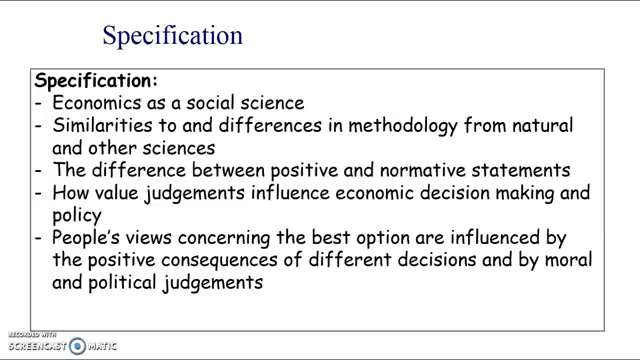 Specification
Specification:
- Economics as a social science
- Similarities to and differences in methodology from natural
and other sciences
- The difference between positive and normative statements
- How value judgements influence economic decision making and
policy
- People's views concerning the best option are influenced by
the positive consequences of different decisions and by moral
and political judgements
RECORDED WITH
SCREENCAST MATIC